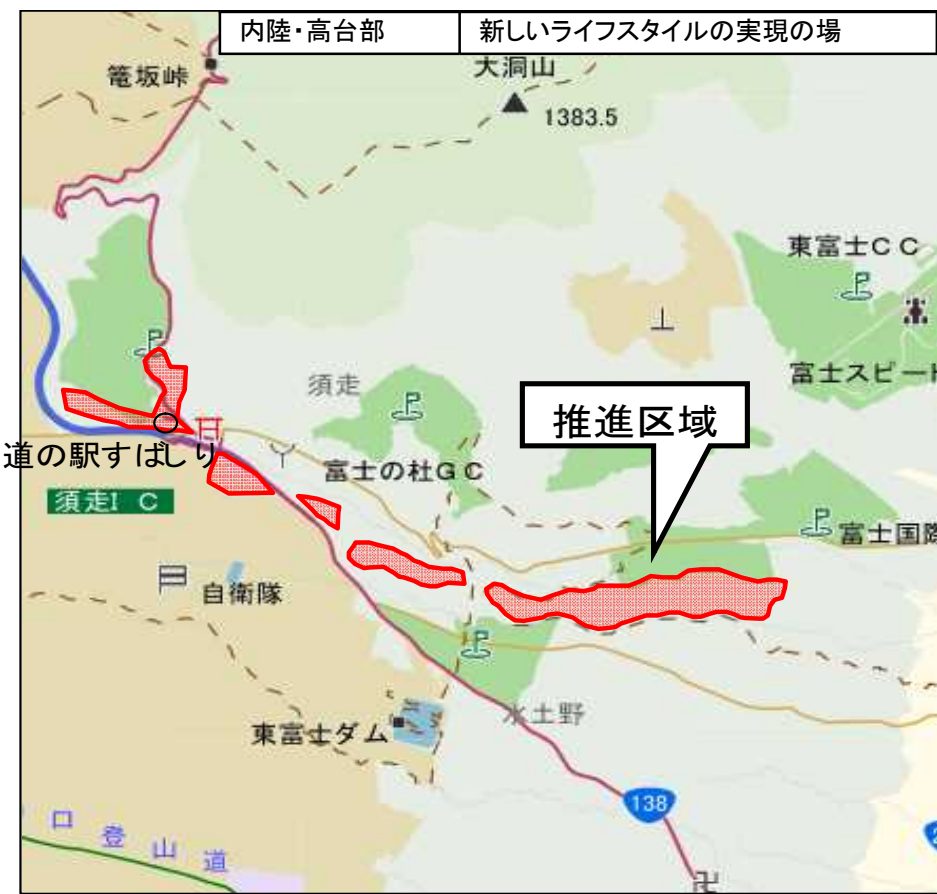 内陸・高台部
新しいライフスタイルの実現の場
篭坂峠
大洞山
1383.5
東富士CC
富士スピード
須走
推進区域
道の駅すばしり
富士の杜GC
須走I C
富士国際
自衛隊
水土野
東富士ダム
138
口登山道
2